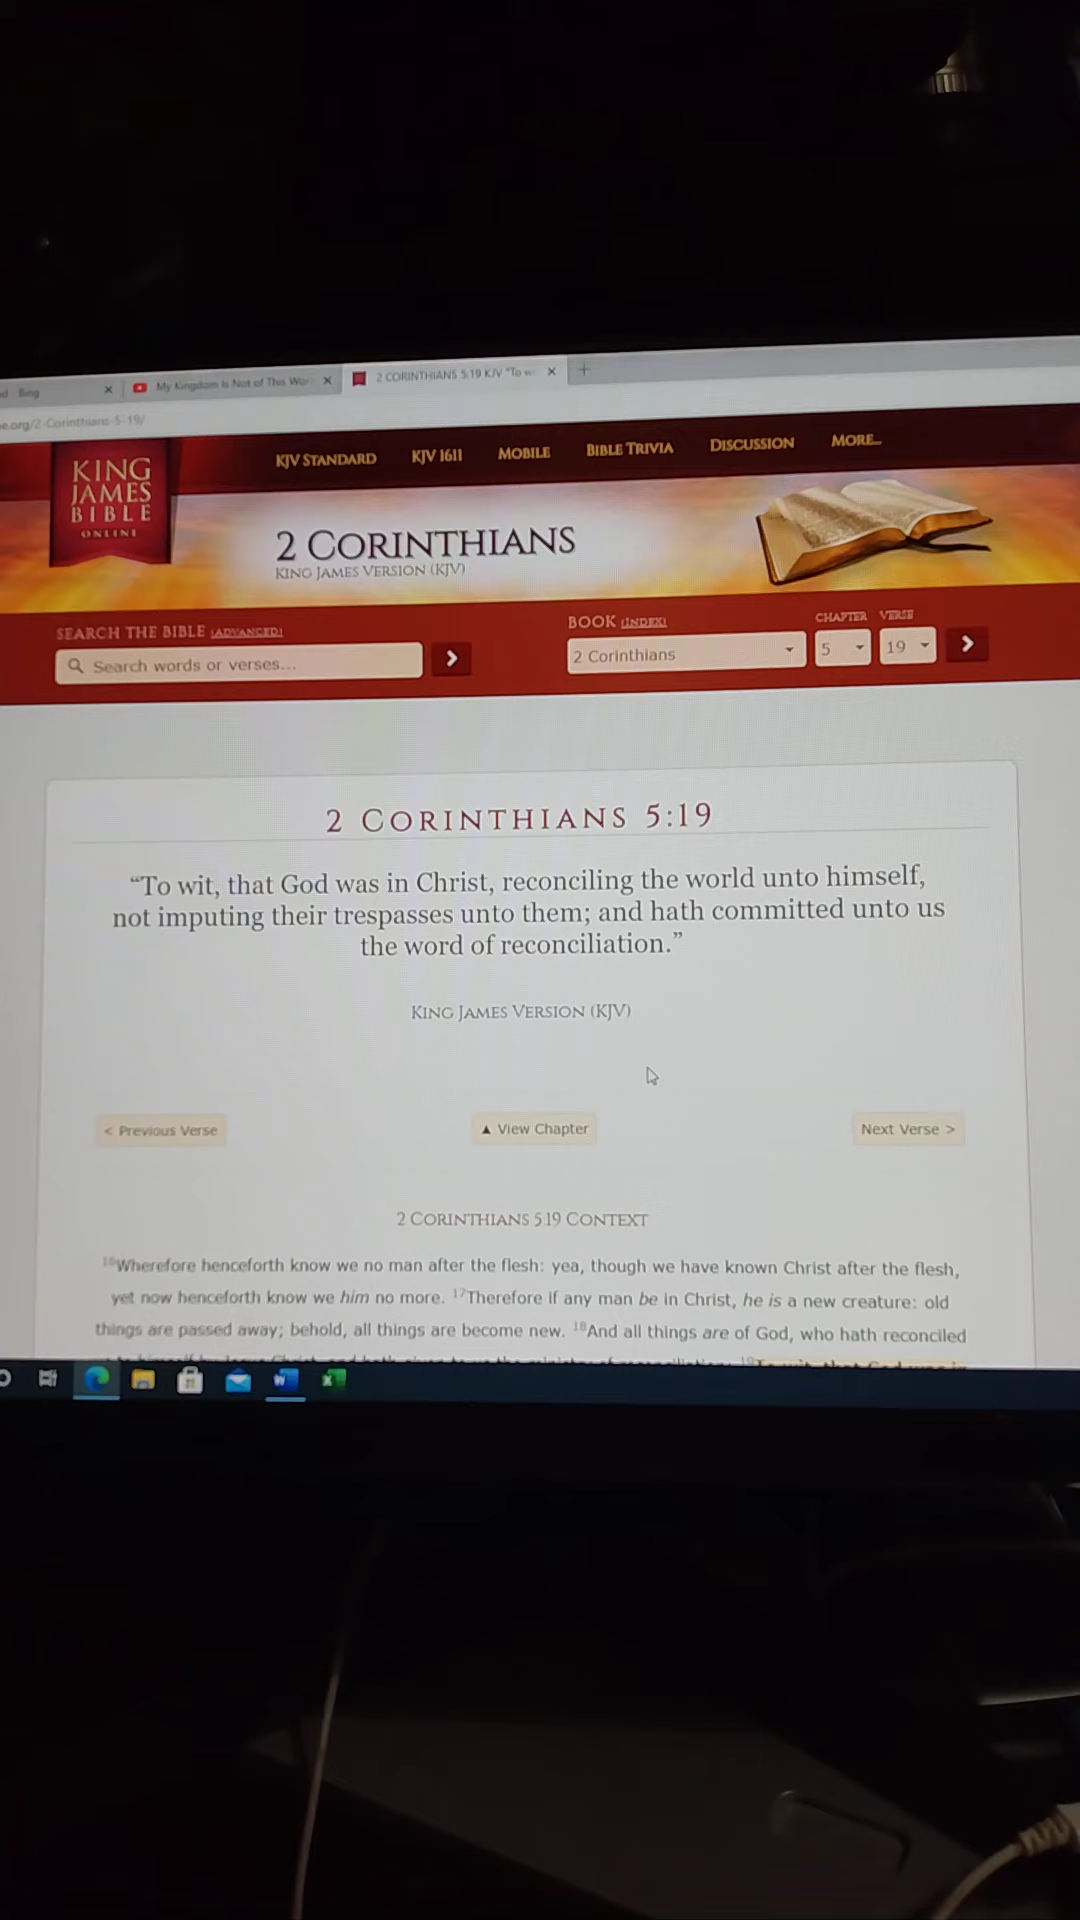 Bing
My Kingdom Is Not of This Wor
2 CORINTHIANS 5:19 KJV "To w
e.org/2-Corinthians-5-19/
KING
JAMES
BIBLE
ONLINE
KJV STANDARD
KJV 1611
MOBILE
BIBLE TRIVIA
DISCUSSION
MORE...
2 CORINTHIANS
KING JAMES VERSION (KJV)
SEARCH THE BIBLE (ADVANCED)
Search words or verses...
BOOK (INDEX)
CHAPTER
VERSE
2 Corinthians
5
19
2 CORINTHIANS 5:19
“To wit, that God was in Christ, reconciling the world unto himself,
not imputing their trespasses unto them; and hath committed unto us
the word of reconciliation.”
KING JAMES VERSION (KJV)
< Previous Verse
▲ View Chapter
Next Verse >
2 CORINTHIANS 5:19 CONTEXT
16Wherefore henceforth know we no man after the flesh: yea, though we have known Christ after the flesh,
yet now henceforth know we him no more. 17Therefore if any man be in Christ, he is a new creature: old
things are passed away; behold, all things are become new. 18And all things are of God, who hath reconciled